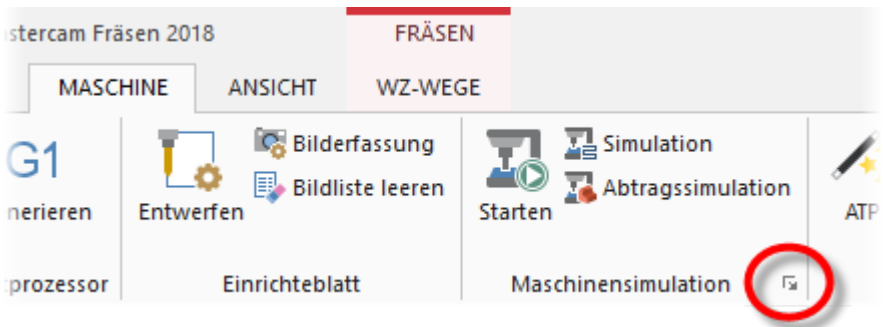 stercam Fräsen 2018 FRÄSEN
MASCHINE ANSICHT WZ-WEGE
G1 Bilderfassung Simulation
Bildliste leeren Abtragssimulation
nerieren Entwerfen Starten ATP
prozessor Einrichteblatt Maschinensimulation